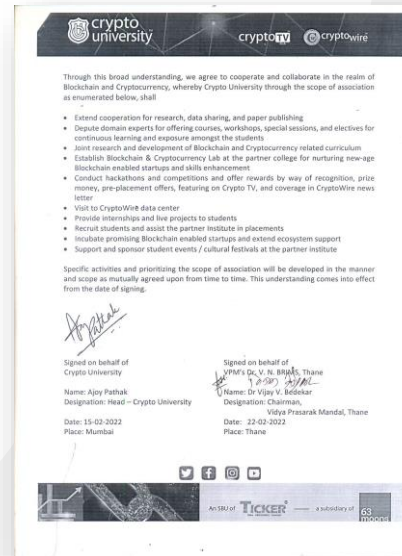 crypto
university
cryptoTV
cryptowire
Through this broad understanding, we agree to cooperate and collaborate in the realm of
Blockchain and Cryptocurrency, whereby Crypto University through the scope of association
as enumerated below, shall
• Extend cooperation for research, data sharing, and paper publishing
• Depute domain experts for offering courses, workshops, special sessions, and electives for
continuous learning and exposure amongst the students
• Joint research and development of Blockchain and Cryptocurrency related curriculum
• Establish Blockchain & Cryptocurrency Lab at the partner college for nurturing new-age
Blockchain enabled startups and skills enhancement
• Conduct hackathons and competitions and offer rewards by way of recognition, prize
money, pre-placement offers, featuring on Crypto TV, and coverage in CryptoWire news
letter
• Visit to CryptoWire data center
• Provide internships and live projects to students
• Recruit students and assist the partner Institute in placements
• Incubate promising Blockchain enabled startups and extend ecosystem support
• Support and sponsor student events / cultural festivals at the partner institute
Specific activities and prioritizing the scope of association will be developed in the manner
and scope as mutually agreed upon from time to time. This understanding comes into effect
from the date of signing.
Ajoy Pathak
Signed on behalf of
Crypto University
Name: Ajoy Pathak
Designation: Head – Crypto University
Date: 15-02-2022
Place: Mumbai
Signed on behalf of
VPM's Dr. V. N. BRIMS, Thane
Name: Dr Vijay V. Bedekar
Designation: Chairman,
Vidya Prasarak Mandal, Thane
Date: 22-02-2022
Place: Thane
An SBU of TICKER a subsidiary of 63 moons